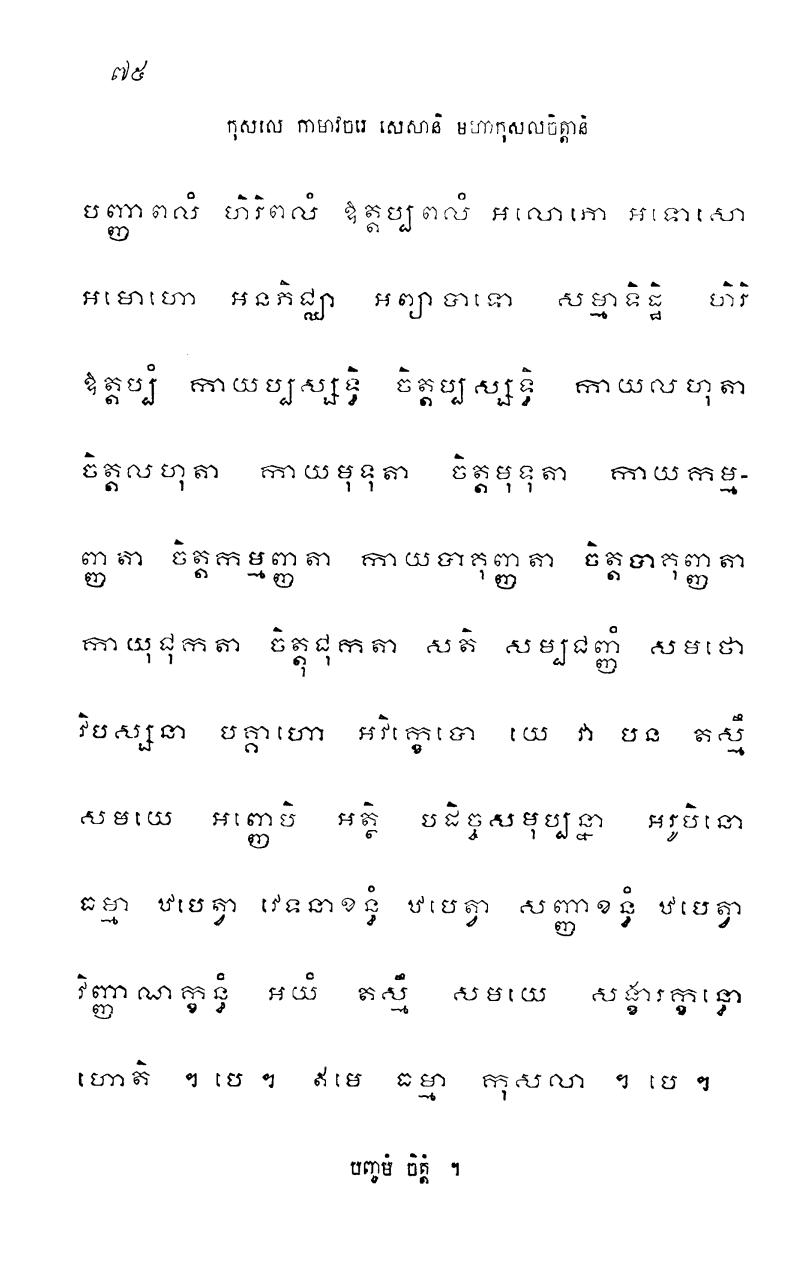 ៧៥
កុសលេ កាមាវចរេ សេសានិ មហាកុសលចិត្តានិ
បញ្ញាពលំ ហិរិពលំ ឱត្តប្បពលំ អលោភោ អទោសោ
អមោហោ អនភិជ្ឈា អព្យាបាទោ សម្មាទិដ្ឋិ ហិរិ
ឱត្តប្បំ កាយប្បស្សទ្ធិ ចិត្តប្បស្សទ្ធិ កាយលហុតា
ចិត្តលហុតា កាយមុទុតា ចិត្តមុទុតា កាយកម្ម-
ញ្ញតា ចិត្តកម្មញ្ញតា កាយបាគុញ្ញតា ចិត្តបាគុញ្ញតា
កាយុជុកតា ចិត្តុជុកតា សតិ សម្បជញ្ញំ សមថោ
វិបស្សនា បគ្គាហោ អវិក្ខេបោ យេ វា បន តស្មឹ
សមយេ អញ្ញេបិ អត្ថិ បដិច្ចសមុប្បន្នា អរូបិនោ
ធម្មា ឋបេត្វា វេទនាខន្ធំ ឋបេត្វា សញ្ញាខន្ធំ ឋបេត្វា
វិញ្ញាណក្ខន្ធំ អយំ តស្មឹ សមយេ សង្ខារក្ខន្ធោ
ហោតិ ។ បេ ។ ឥមេ ធម្មា កុសលា ។ បេ ។
បញ្ចមំ ចិត្តំ ។